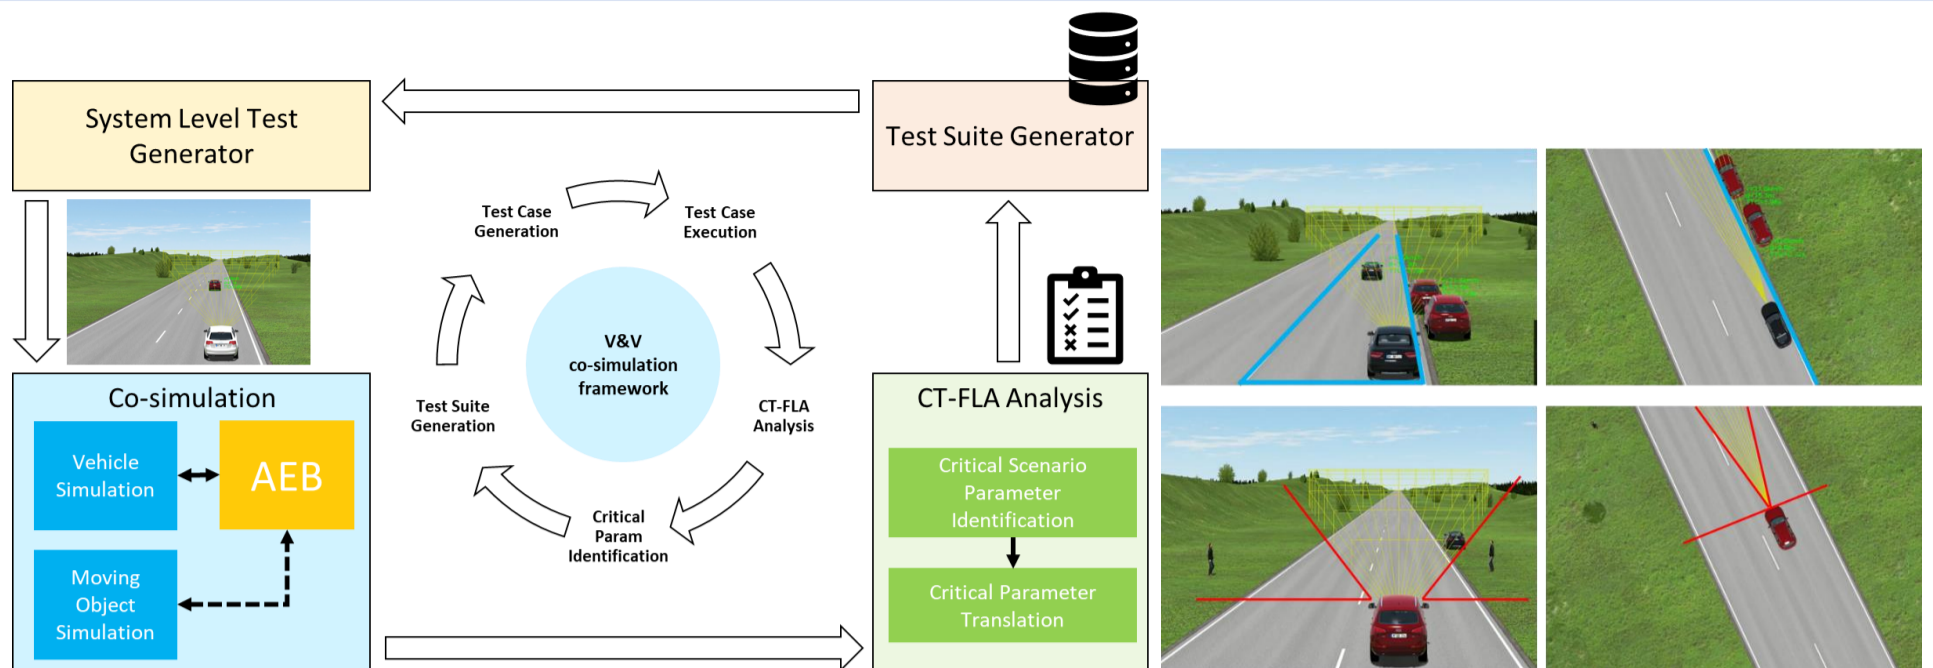 System Level Test
Generator
Test Suite Generator
Test Case
Generation
Test Case
Execution
V&V
co-simulation
framework
Test Suite
Generation
CT-FLA
Analysis
Critical
Param
Identification
Co-simulation
Vehicle
Simulation
AEB
Moving
Object
Simulation
CT-FLA Analysis
Critical Scenario
Parameter
Identification
Critical Parameter
Translation